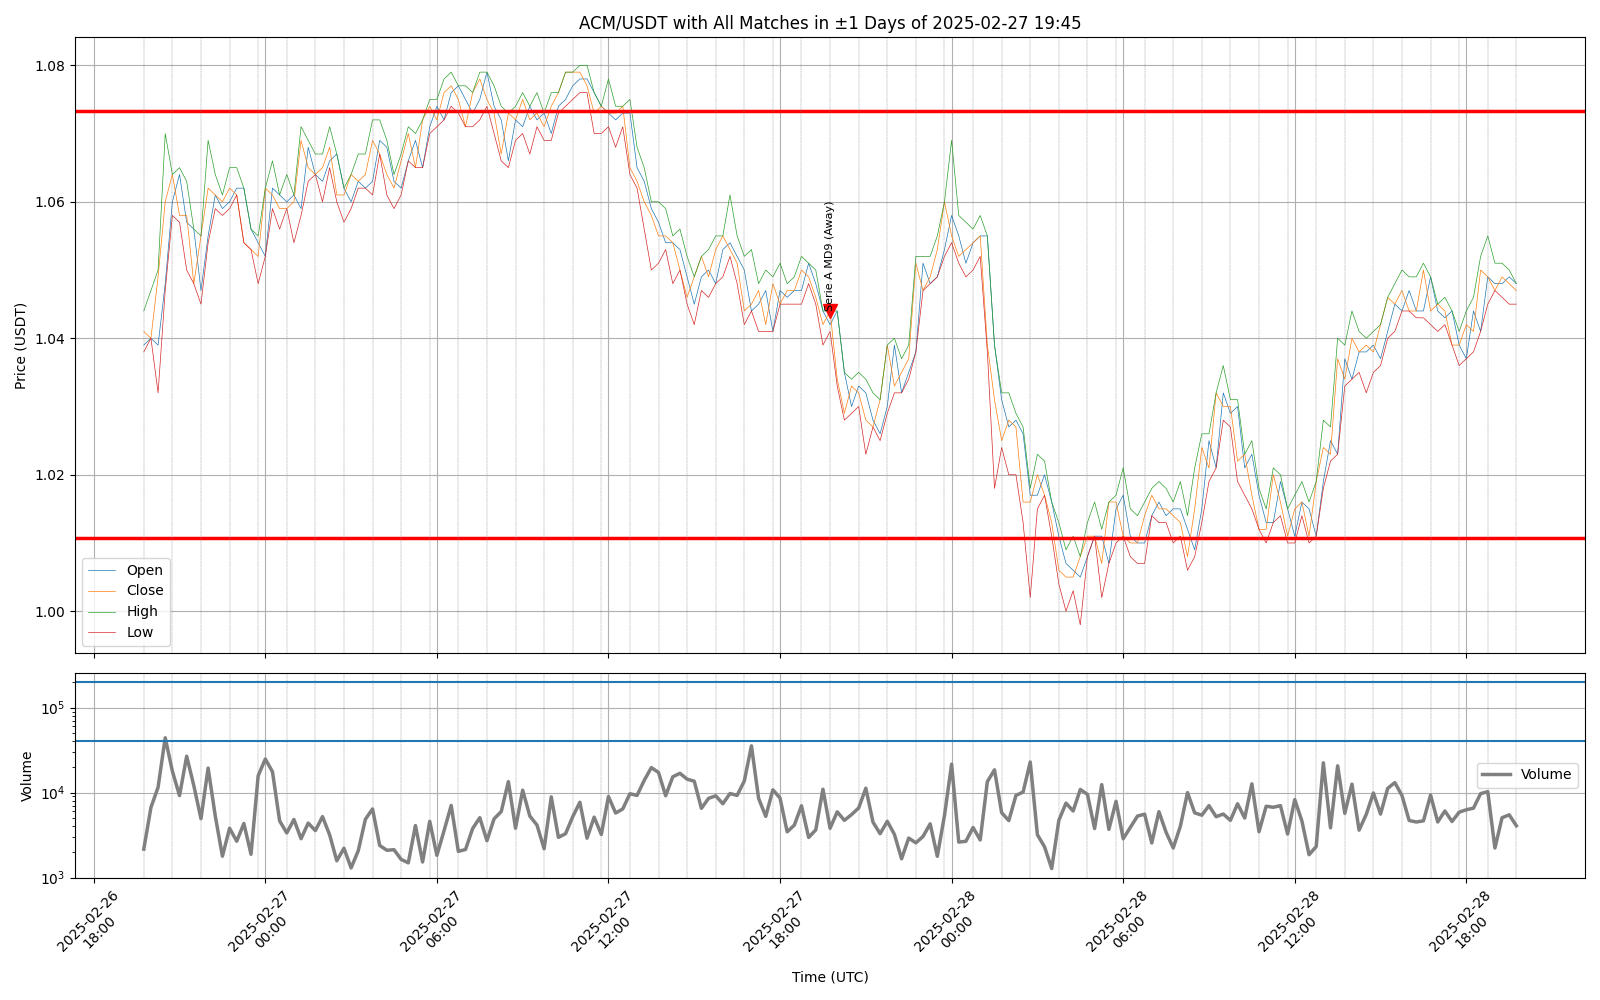 ACM/USDT with All Matches in ±1 Days of 2025-02-27 19:45
Price (USDT)
1.08
1.06
1.04
1.02
1.00
Serie A MD9 (Away)
Open
Close
High
Low
Volume
10^5
10^4
10^3
Volume
2025-02-26
18:00
2025-02-27
00:00
2025-02-27
06:00
2025-02-27
12:00
2025-02-27
18:00
2025-02-28
00:00
2025-02-28
06:00
2025-02-28
12:00
2025-02-28
18:00
Time (UTC)